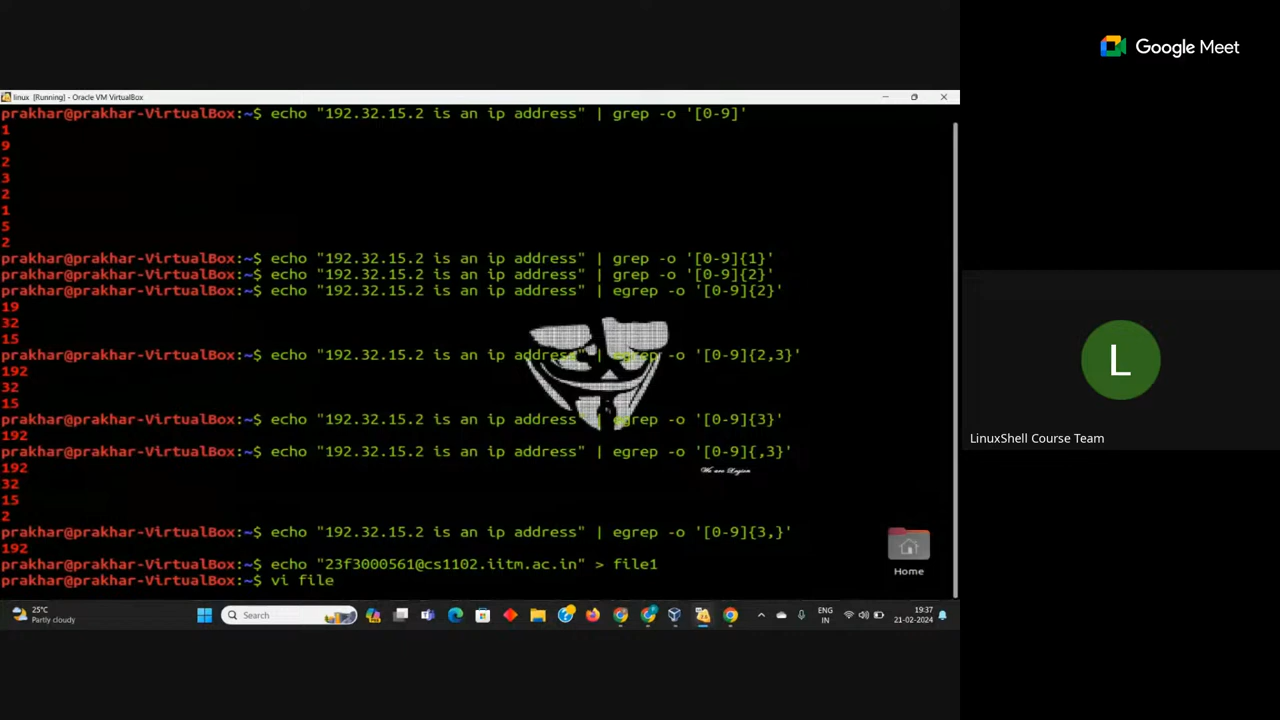 Google Meet
linux [Running] - Oracle VM VirtualBox
prakhar@prakhar-VirtualBox:~$ echo "192.32.15.2 is an ip address" | grep -o '[0-9]'
1
9
2
3
2
1
5
2
prakhar@prakhar-VirtualBox:~$ echo "192.32.15.2 is an ip address" | grep -o '[0-9]{1}'
prakhar@prakhar-VirtualBox:~$ echo "192.32.15.2 is an ip address" | grep -o '[0-9]{2}'
prakhar@prakhar-VirtualBox:~$ echo "192.32.15.2 is an ip address" | egrep -o '[0-9]{2}'
19
32
15
prakhar@prakhar-VirtualBox:~$ echo "192.32.15.2 is an ip address" | egrep -o '[0-9]{2,3}'
192
32
15
prakhar@prakhar-VirtualBox:~$ echo "192.32.15.2 is an ip address" | egrep -o '[0-9]{3}'
192
prakhar@prakhar-VirtualBox:~$ echo "192.32.15.2 is an ip address" | egrep -o '[0-9]{,3}'
192
32
15
2
We are Legion
prakhar@prakhar-VirtualBox:~$ echo "192.32.15.2 is an ip address" | egrep -o '[0-9]{3,}'
192
prakhar@prakhar-VirtualBox:~$ echo "23f3000561@cs1102.iitm.ac.in" > file1
prakhar@prakhar-VirtualBox:~$ vi file
Home
L
LinuxShell Course Team
25°C
Partly cloudy
Search
ENG
IN
19:37
21-02-2024